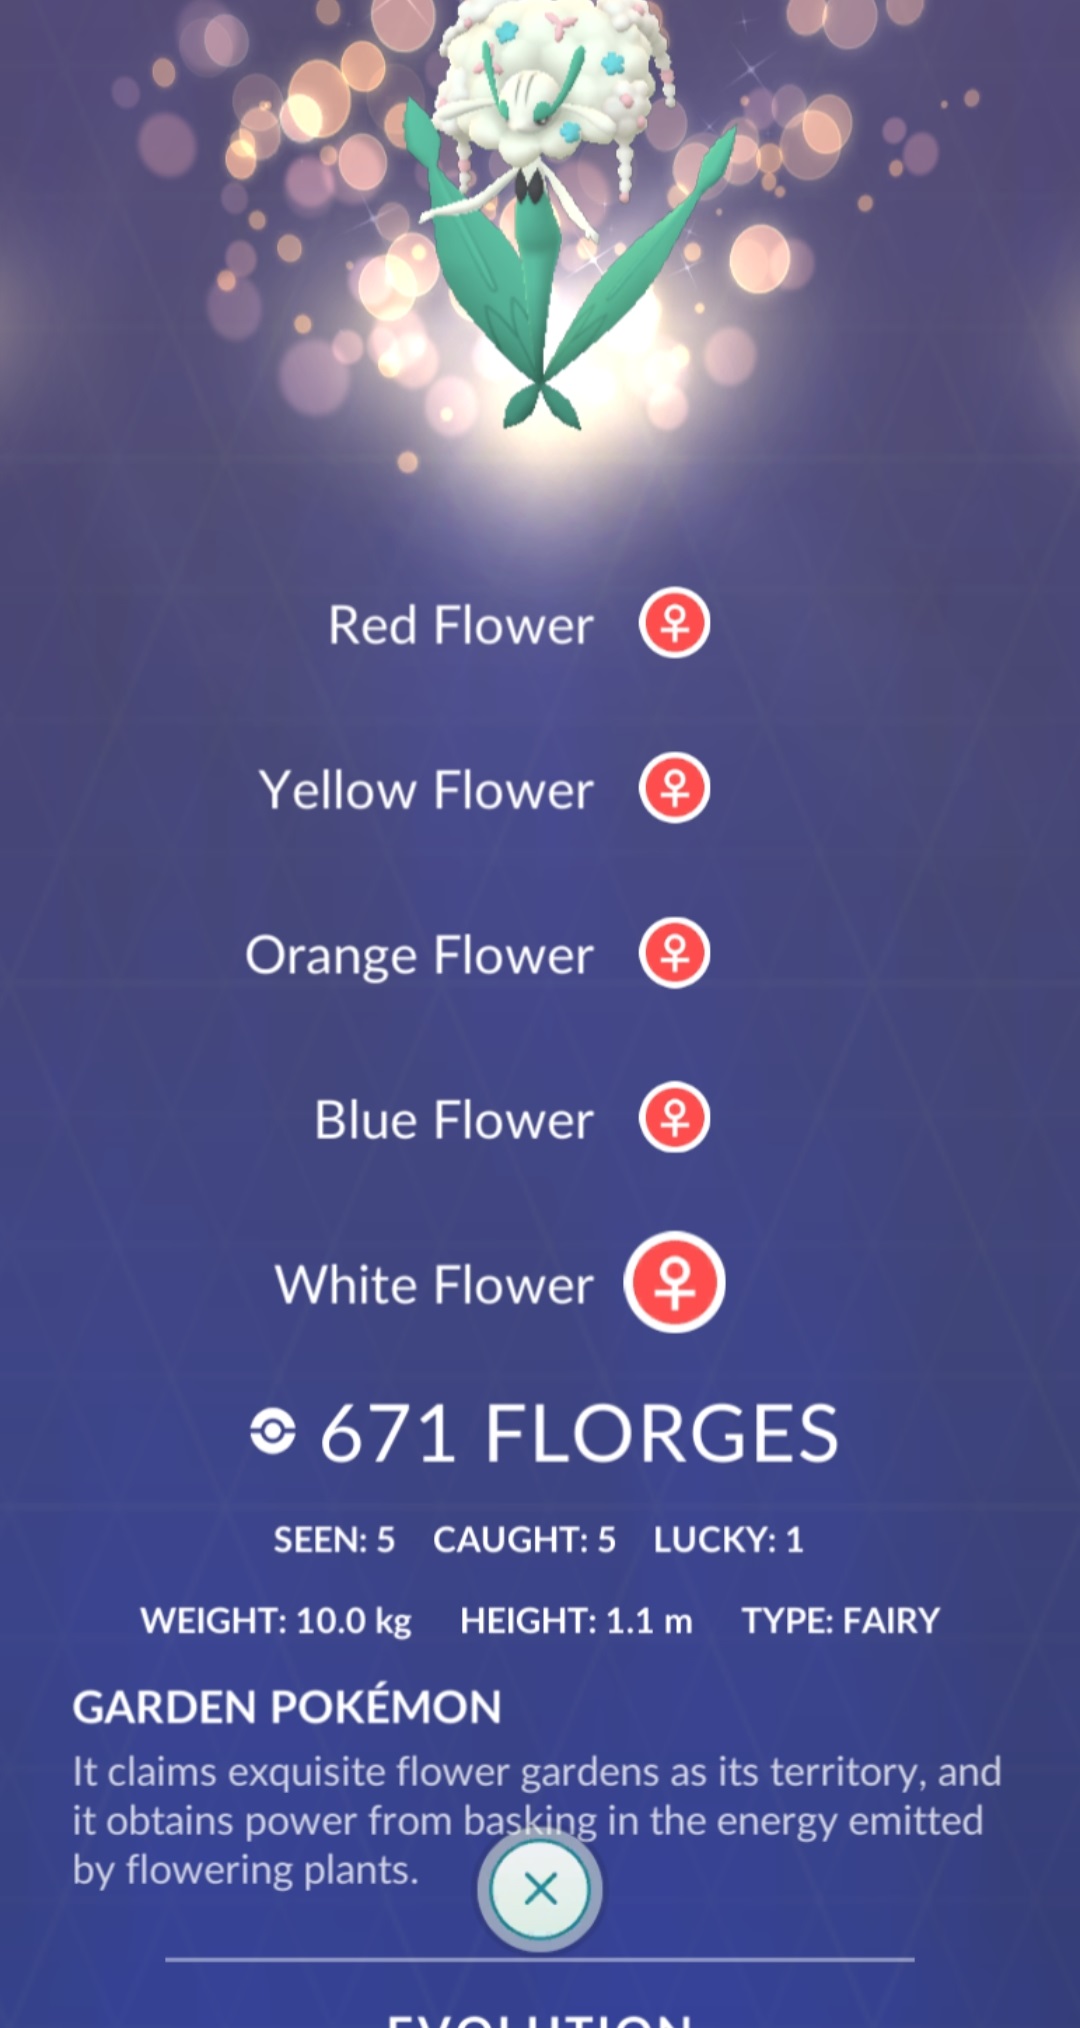 Red Flower
Yellow Flower
Orange Flower
Blue Flower
White Flower
671 FLORGES
SEEN: 5 CAUGHT: 5 LUCKY: 1
WEIGHT: 10.0 kg HEIGHT: 1.1 m TYPE: FAIRY
GARDEN POKÉMON
It claims exquisite flower gardens as its territory, and
it obtains power from basking in the energy emitted
by flowering plants.
EVOLUTION